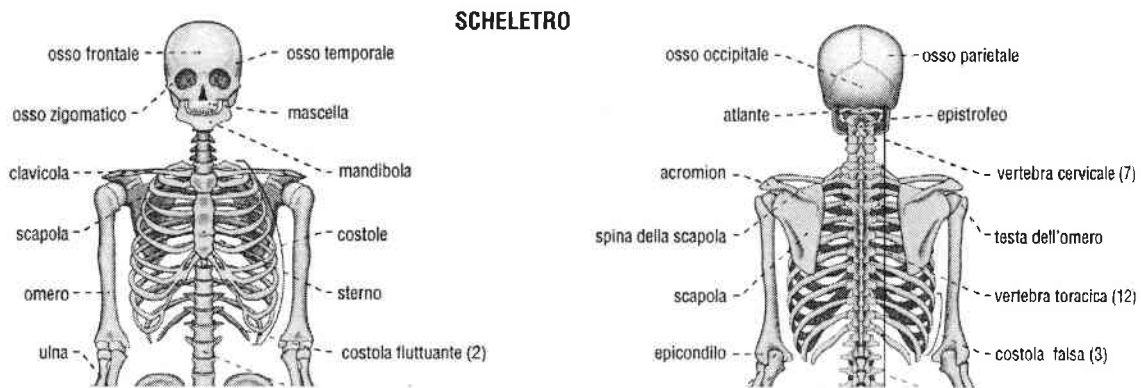 SCHELETRO
osso frontale
osso temporale
osso zigomatico
mascella
clavicola
mandibola
scapola
costole
omero
sterno
ulna
costola fluttuante (2)
osso occipitale
osso parietale
atlante
epistrofeo
acromion
vertebra cervicale (7)
spina della scapola
testa dell'omero
scapola
vertebra toracica (12)
epicondilo
costola falsa (3)